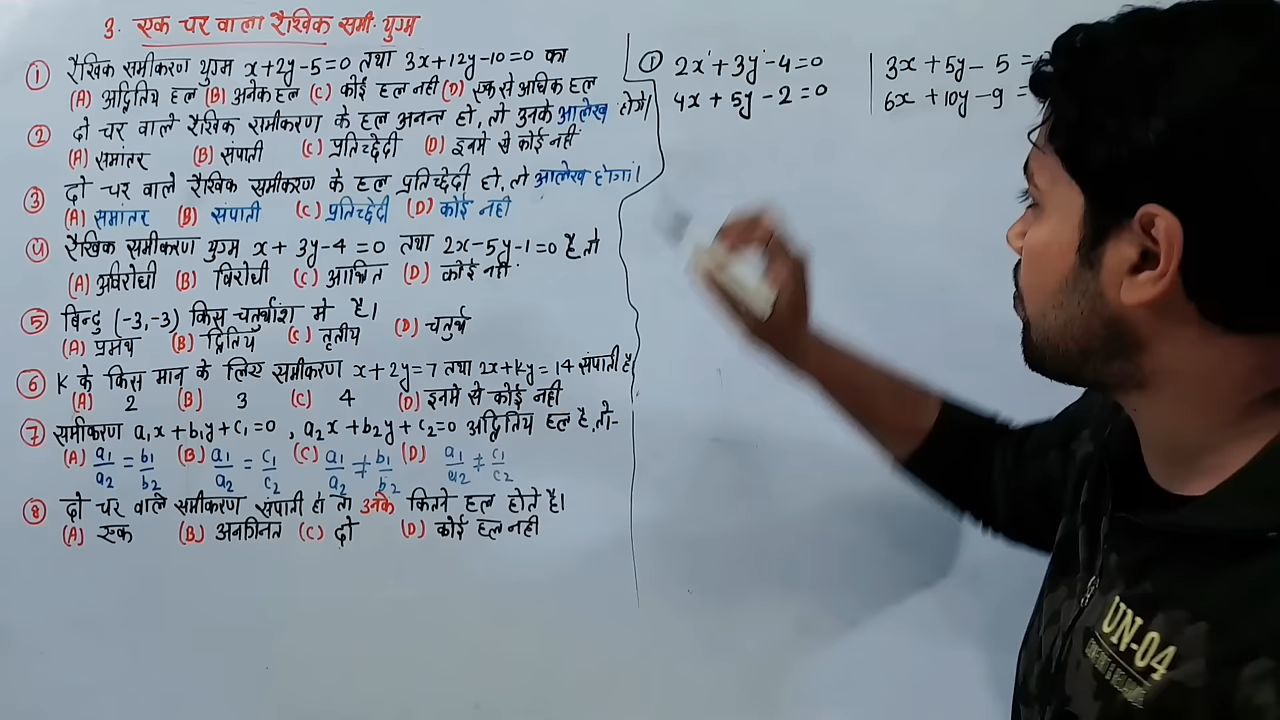 3. एक चर वाला रैखिक समी. युग्म
① रैखिक समीकरण युग्म x+2y-5=0 तथा 3x+12y-10=0 का
(A) अद्वितिय हल (B) अनेक हल (C) कोई हल नही (D) एक से अधिक हल
② दो चर वाले रैखिक समीकरण के हल अनन्त हो, तो उनके आलेख होगे।
(A) समांतर (B) संपाती (C) प्रतिच्छेदी (D) इनमे से कोई नही
③ दो चर वाले रैखिक समीकरण के हल प्रतिच्छेदी हो, तो आलेख होगा।
(A) समांतर (B) संपाती (C) प्रतिच्छेदी (D) कोई नही
④ रैखिक समीकरण युग्म x+3y-4=0 तथा 2x-5y-1=0 है तो
(A) अविरोधी (B) विरोधी (C) आश्रित (D) कोई नही
⑤ बिन्दु (-3,-3) किस चतुर्थांश मे है।
(A) प्रमथ (B) द्वितिय (C) तृतीय (D) चतुर्थ
⑥ K के किस मान के लिए समीकरण x+2y=7 तथा 2x+Ky=14 संपाती है
(A) 2 (B) 3 (C) 4 (D) इनमे से कोई नही
⑦ समीकरण a₁x+b₁y+c₁=0, a₂x+b₂y+c₂=0 अद्वितिय हल है, तो-
(A) a₁/a₂ = b₁/b₂ (B) a₁/a₂ = c₁/c₂ (C) a₁/a₂ ≠ b₁/b₂ (D) a₁/a₂ ≠ c₁/c₂
⑧ दो चर वाले समीकरण संपाती हो तो उनके कितने हल होते है।
(A) एक (B) अनगिनत (C) दो (D) कोई हल नही
① 2x+3y-4=0
4x+5y-2=0
3x+5y-5=
6x+10y-9=
UN-04